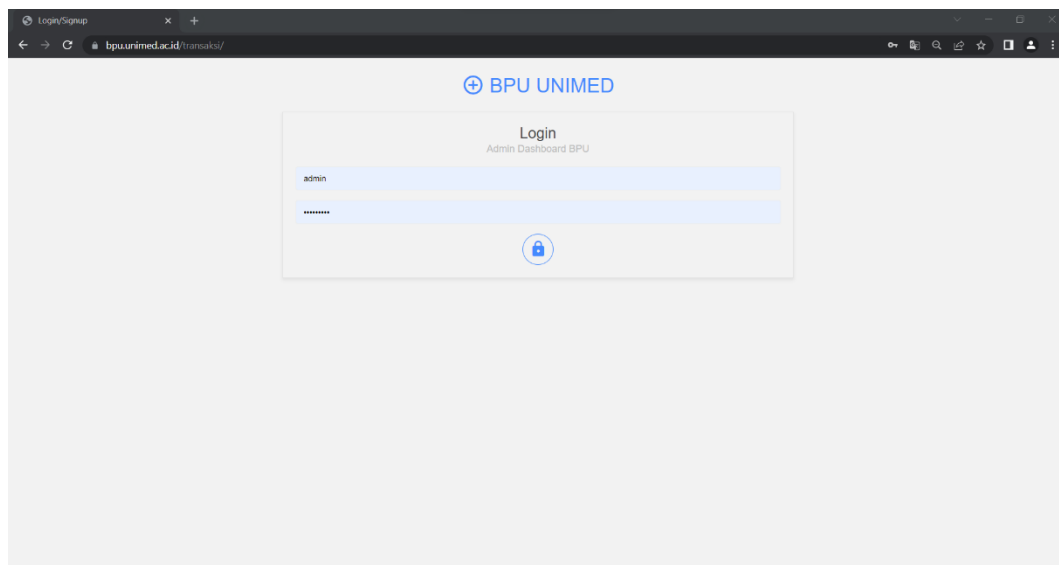 Login/Signup
bpu.unimed.ac.id/transaksi/
BPU UNIMED
Login
Admin Dashboard BPU
admin
•••••••••